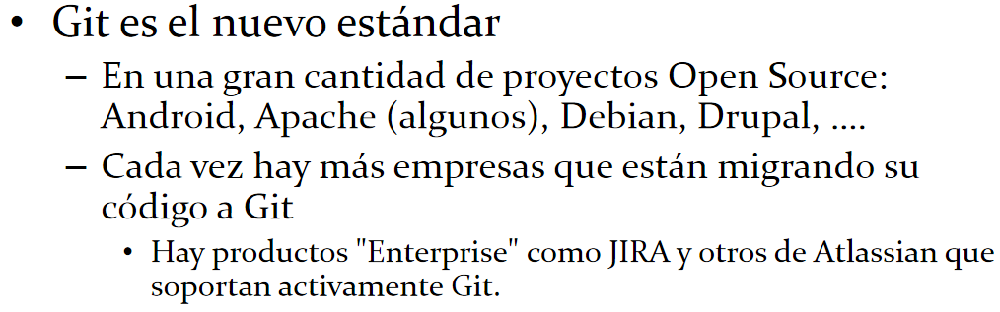 • Git es el nuevo estándar
– En una gran cantidad de proyectos Open Source:
Android, Apache (algunos), Debian, Drupal, ....
– Cada vez hay más empresas que están migrando su
código a Git
• Hay productos "Enterprise" como JIRA y otros de Atlassian que
soportan activamente Git.